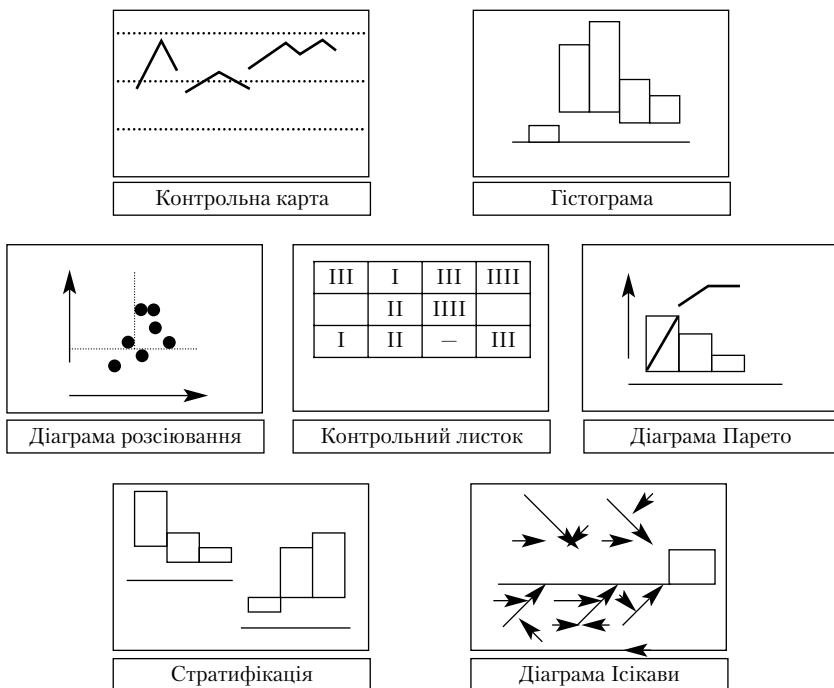 Контрольна карта
Гістограма
III I III IIII
II IIII
I II – III
Діаграма розсіювання
Контрольний листок
Діаграма Парето
Стратифікація
Діаграма Ісікави